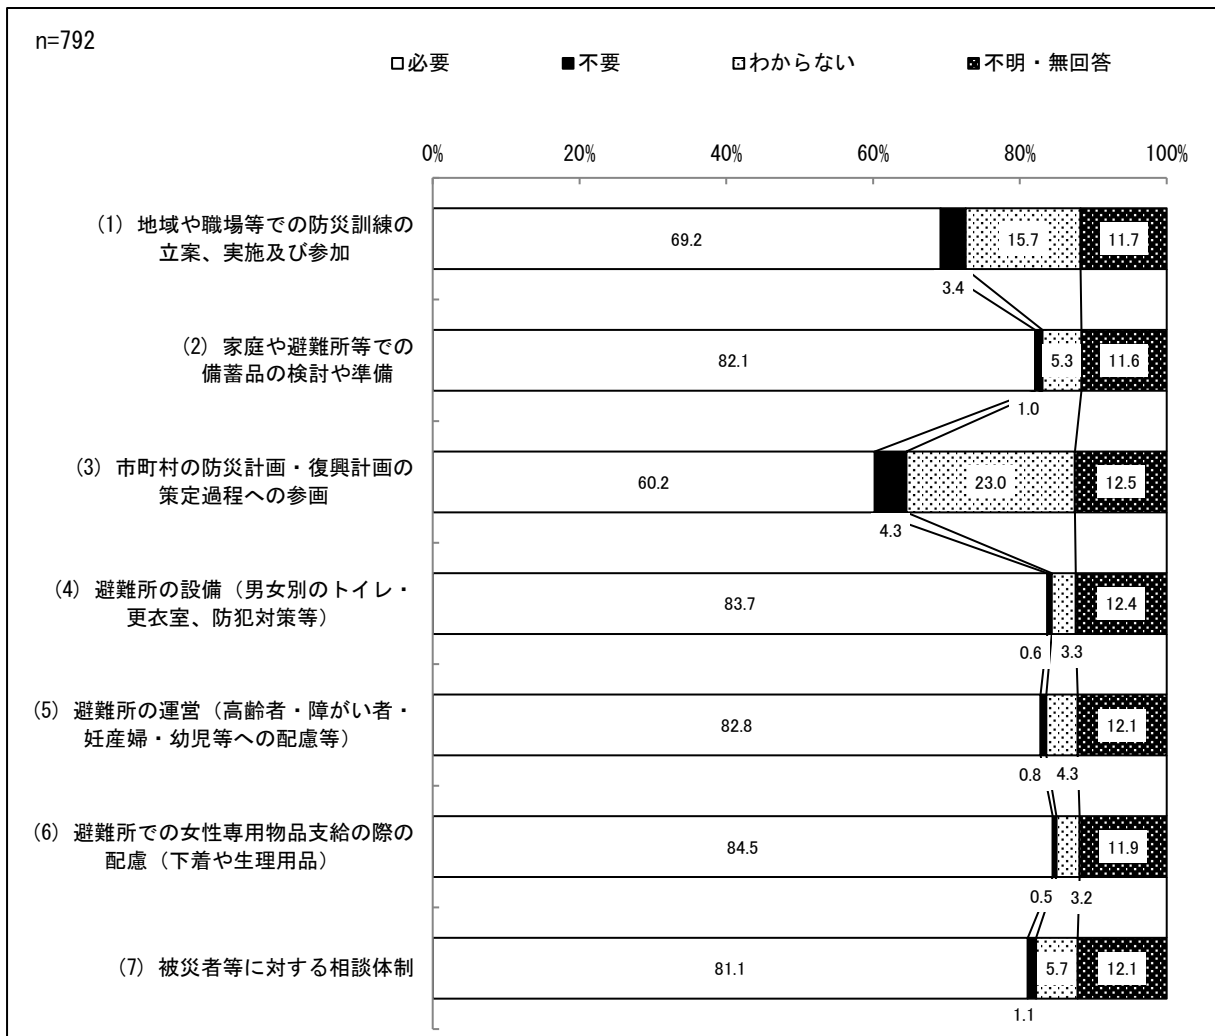 n=792
□必要 ■不要 □わからない ■不明・無回答
0% 20% 40% 60% 80% 100%
(1) 地域や職場等での防災訓練の
立案、実施及び参加
69.2 15.7 11.7
3.4
(2) 家庭や避難所等での
備蓄品の検討や準備
82.1 5.3 11.6
1.0
(3) 市町村の防災計画・復興計画の
策定過程への参画
60.2 23.0 12.5
4.3
(4) 避難所の設備（男女別のトイレ・
更衣室、防犯対策等）
83.7 12.4
0.6 3.3
(5) 避難所の運営（高齢者・障がい者・
妊産婦・幼児等への配慮等）
82.8 12.1
0.8 4.3
(6) 避難所での女性専用物品支給の際の
配慮（下着や生理用品）
84.5 11.9
0.5 3.2
(7) 被災者等に対する相談体制
81.1 5.7 12.1
1.1